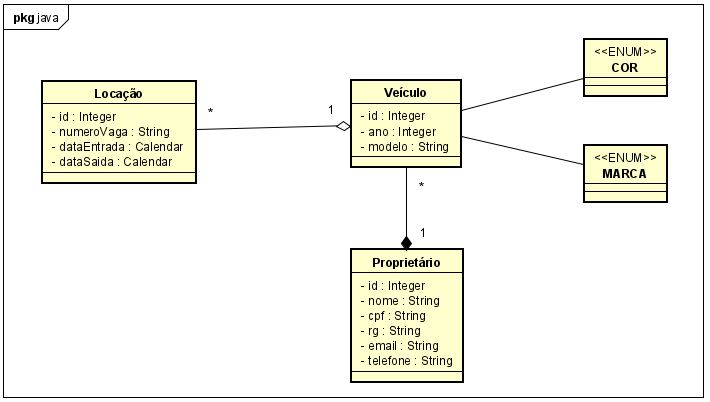 pkg java
Locação
- id : Integer
- numeroVaga : String
- dataEntrada : Calendar
- dataSaida : Calendar
*
1
Veículo
- id : Integer
- ano : Integer
- modelo : String
<<ENUM>>
COR
<<ENUM>>
MARCA
*
1
Proprietário
- id : Integer
- nome : String
- cpf : String
- rg : String
- email : String
- telefone : String